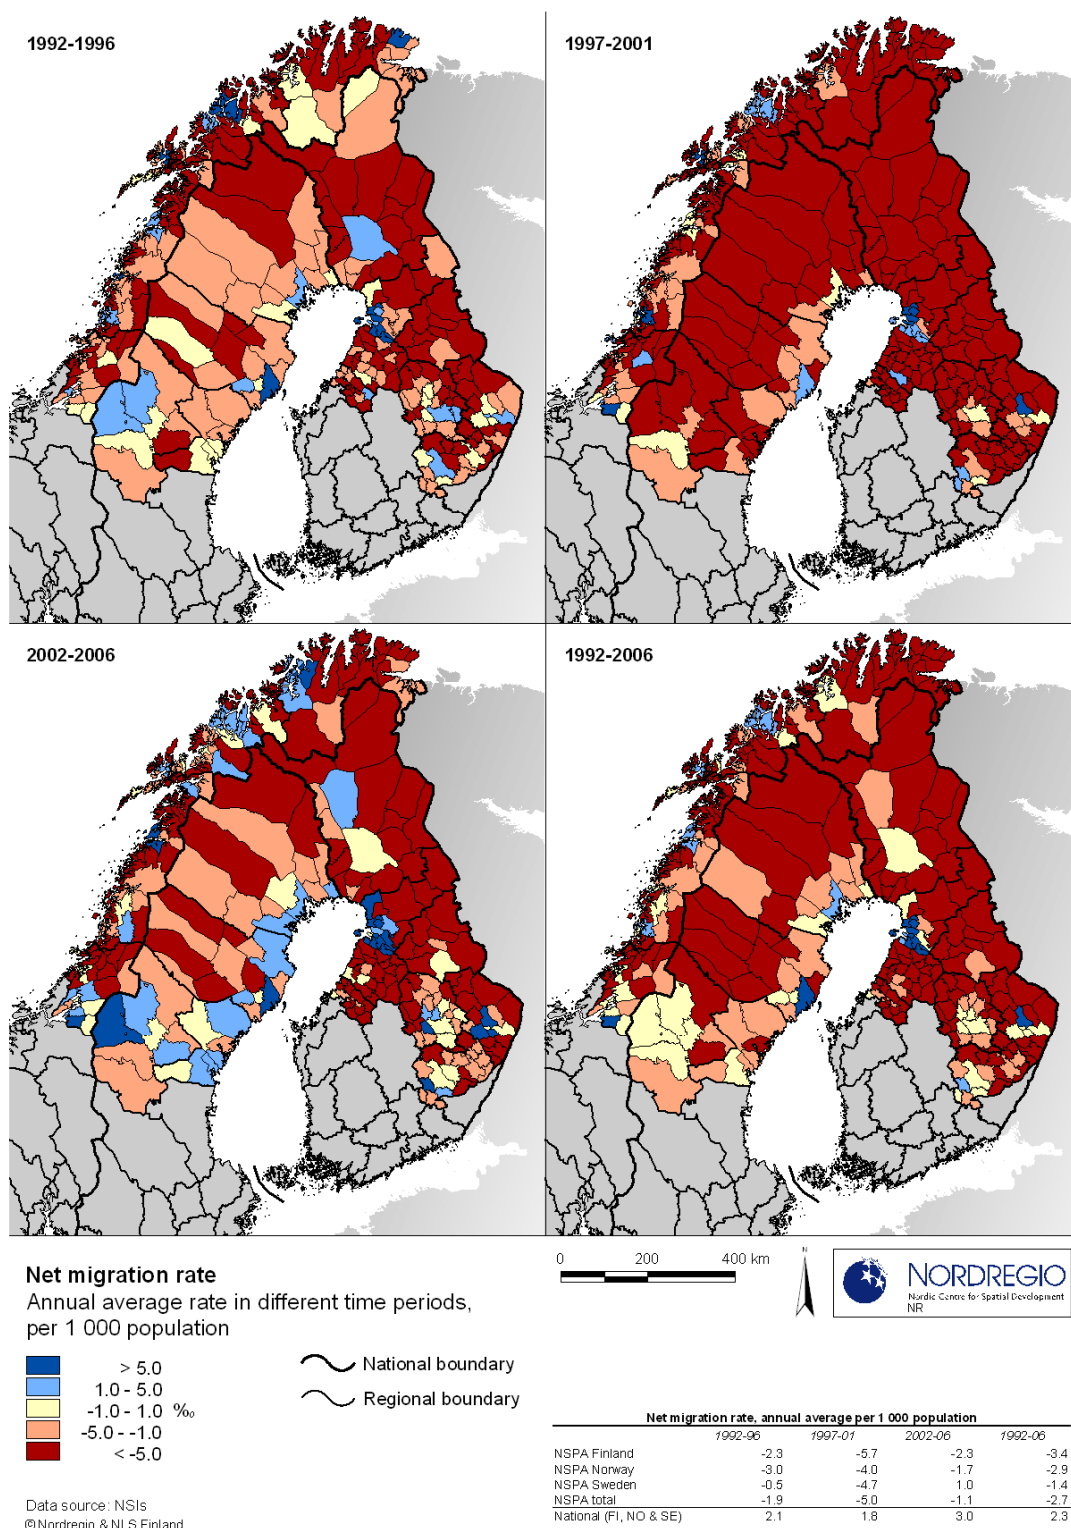 1992-1996
1997-2001
2002-2006
1992-2006
Net migration rate
Annual average rate in different time periods,
per 1 000 population
> 5.0
1.0 - 5.0
-1.0 - 1.0 ‰
-5.0 - -1.0
< -5.0
National boundary
Regional boundary
Data source: NSIs
© Nordregio & NLS Finland
0 200 400 km
N
NORDREGIO
Nordic Centre for Spatial Development
NR
Net migration rate, annual average per 1 000 population
1992-96 1997-01 2002-06 1992-06
NSPA Finland -2.3 -5.7 -2.3 -3.4
NSPA Norway -3.0 -4.0 -1.7 -2.9
NSPA Sweden -0.5 -4.7 1.0 -1.4
NSPA total -1.9 -5.0 -1.1 -2.7
National (FI, NO & SE) 2.1 1.8 3.0 2.3